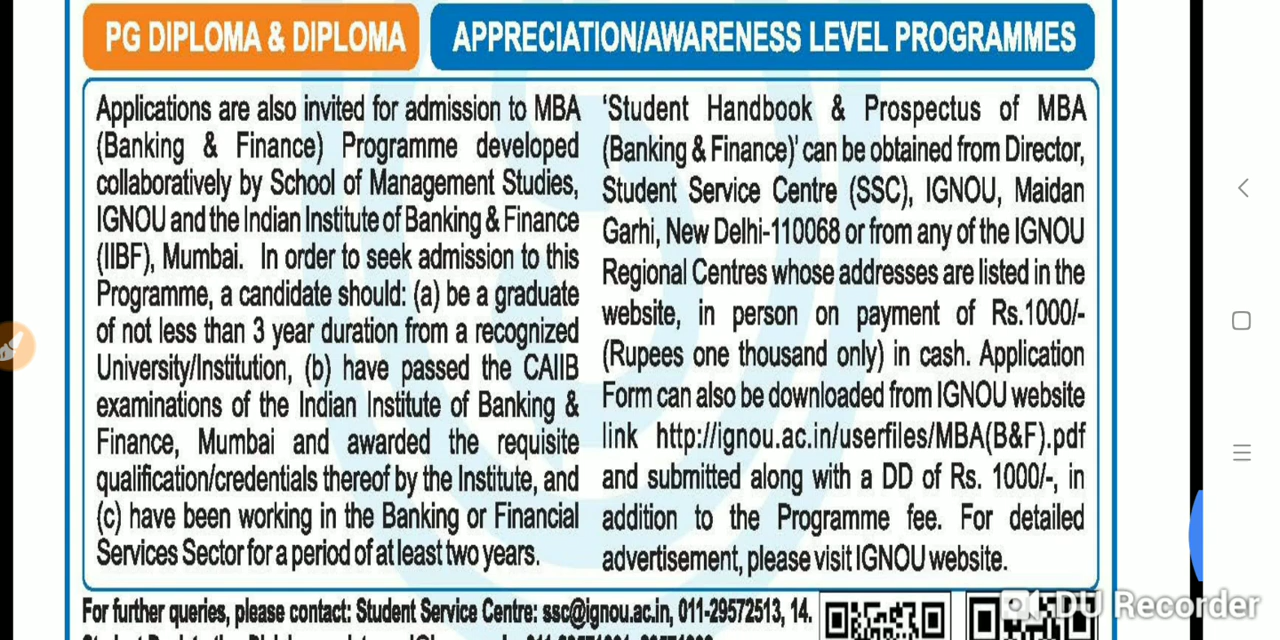 PG DIPLOMA & DIPLOMA
APPRECIATION/AWARENESS LEVEL PROGRAMMES
Applications are also invited for admission to MBA
(Banking & Finance) Programme developed
collaboratively by School of Management Studies,
IGNOU and the Indian Institute of Banking & Finance
(IIBF), Mumbai. In order to seek admission to this
Programme, a candidate should: (a) be a graduate
of not less than 3 year duration from a recognized
University/Institution, (b) have passed the CAIIB
examinations of the Indian Institute of Banking &
Finance, Mumbai and awarded the requisite
qualification/credentials thereof by the Institute, and
(c) have been working in the Banking or Financial
Services Sector for a period of at least two years.
‘Student Handbook & Prospectus of MBA
(Banking & Finance)’ can be obtained from Director,
Student Service Centre (SSC), IGNOU, Maidan
Garhi, New Delhi-110068 or from any of the IGNOU
Regional Centres whose addresses are listed in the
website, in person on payment of Rs.1000/-
(Rupees one thousand only) in cash. Application
Form can also be downloaded from IGNOU website
link http://ignou.ac.in/userfiles/MBA(B&F).pdf
and submitted along with a DD of Rs. 1000/-, in
addition to the Programme fee. For detailed
advertisement, please visit IGNOU website.
For further queries, please contact: Student Service Centre: ssc@ignou.ac.in, 011-29572513, 14.
DU Recorder